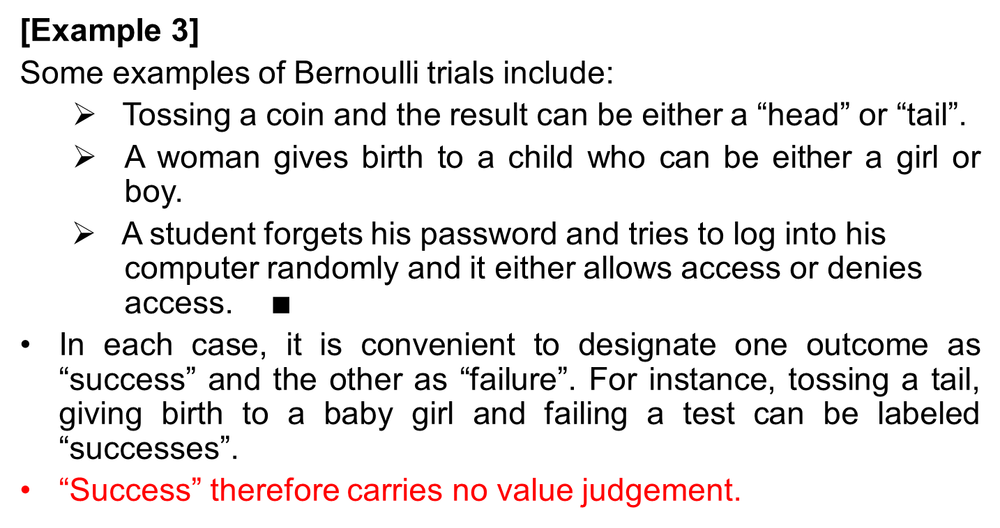 [Example 3]
Some examples of Bernoulli trials include:
➢ Tossing a coin and the result can be either a “head” or “tail”.
➢ A woman gives birth to a child who can be either a girl or
boy.
➢ A student forgets his password and tries to log into his
computer randomly and it either allows access or denies
access. ■
• In each case, it is convenient to designate one outcome as
“success” and the other as “failure”. For instance, tossing a tail,
giving birth to a baby girl and failing a test can be labeled
“successes”.
• “Success” therefore carries no value judgement.